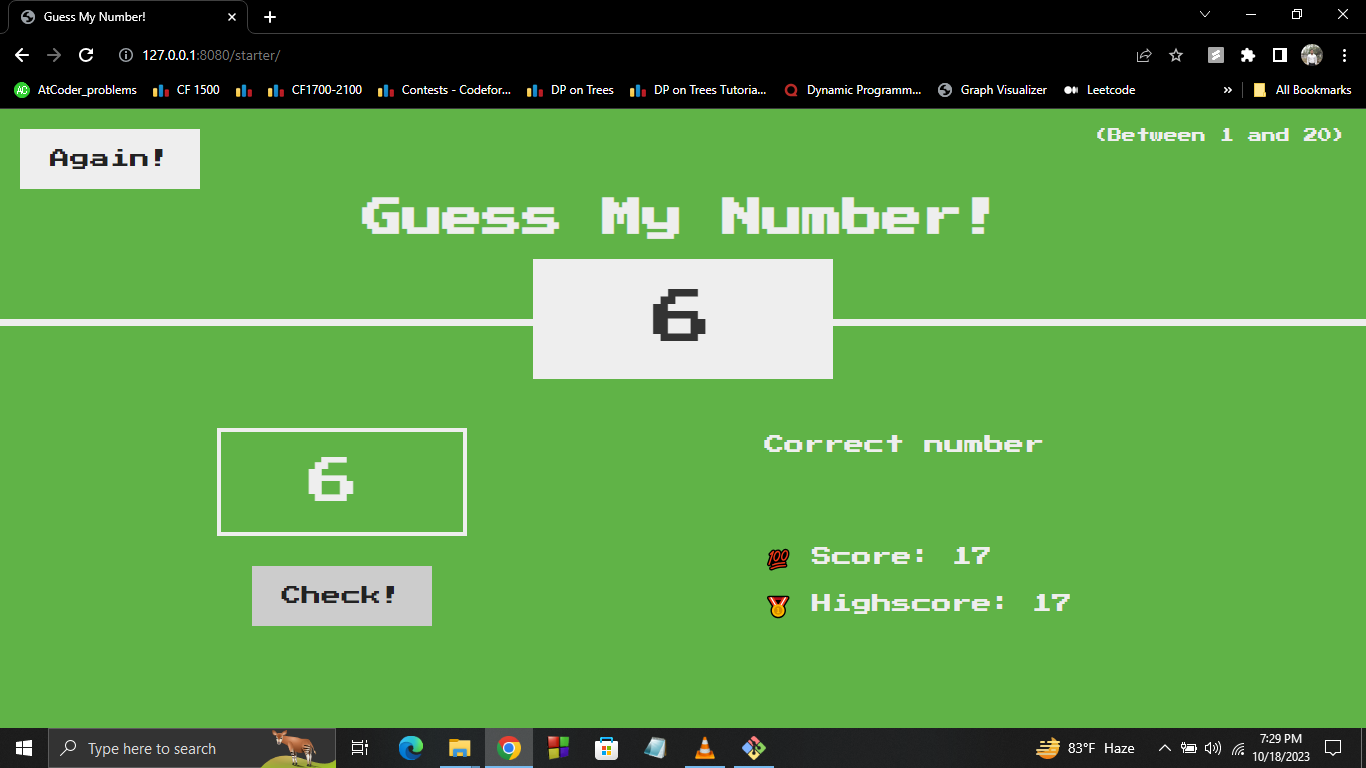 Guess My Number!
127.0.0.1:8080/starter/
AtCoder_problems
CF 1500
CF1700-2100
Contests - Codefor...
DP on Trees
DP on Trees Tutoria...
Dynamic Programm...
Graph Visualizer
Leetcode
»
All Bookmarks
Again!
(Between 1 and 20)
Guess My Number!
6
6
Correct number
Check!
💯 Score: 17
🥇 Highscore: 17
Type here to search
83°F Haze
7:29 PM
10/18/2023